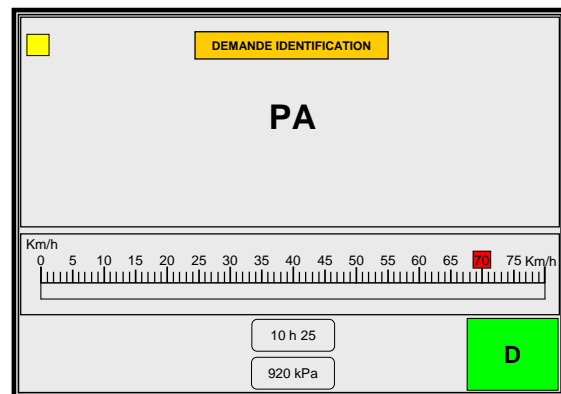 DEMANDE IDENTIFICATION
PA
Km/h
0 5 10 15 20 25 30 35 40 45 50 55 60 65 70 75 Km/h
10 h 25
920 kPa
D